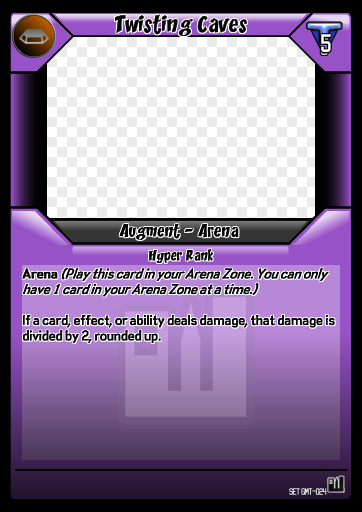 Twisting Caves
5
Augment - Arena
Hyper Rank
Arena (Play this card in your Arena Zone. You can only
have 1 card in your Arena Zone at a time.)
If a card, effect, or ability deals damage, that damage is
divided by 2, rounded up.
SET GMT-024